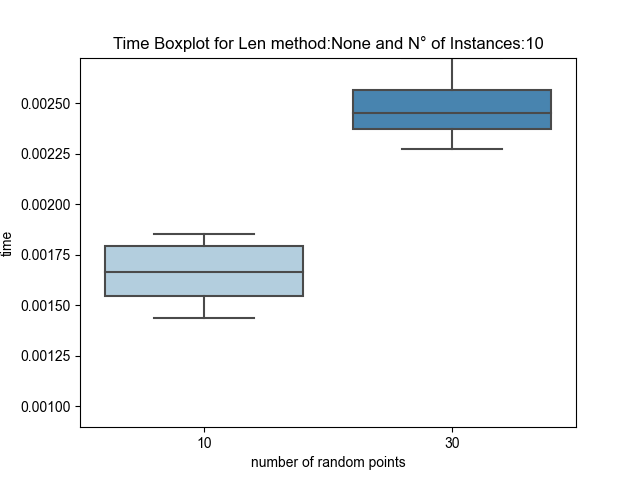 Time Boxplot for Len method:None and N° of Instances:10
0.00250
0.00225
0.00200
0.00175
0.00150
0.00125
0.00100
time
10 30
number of random points